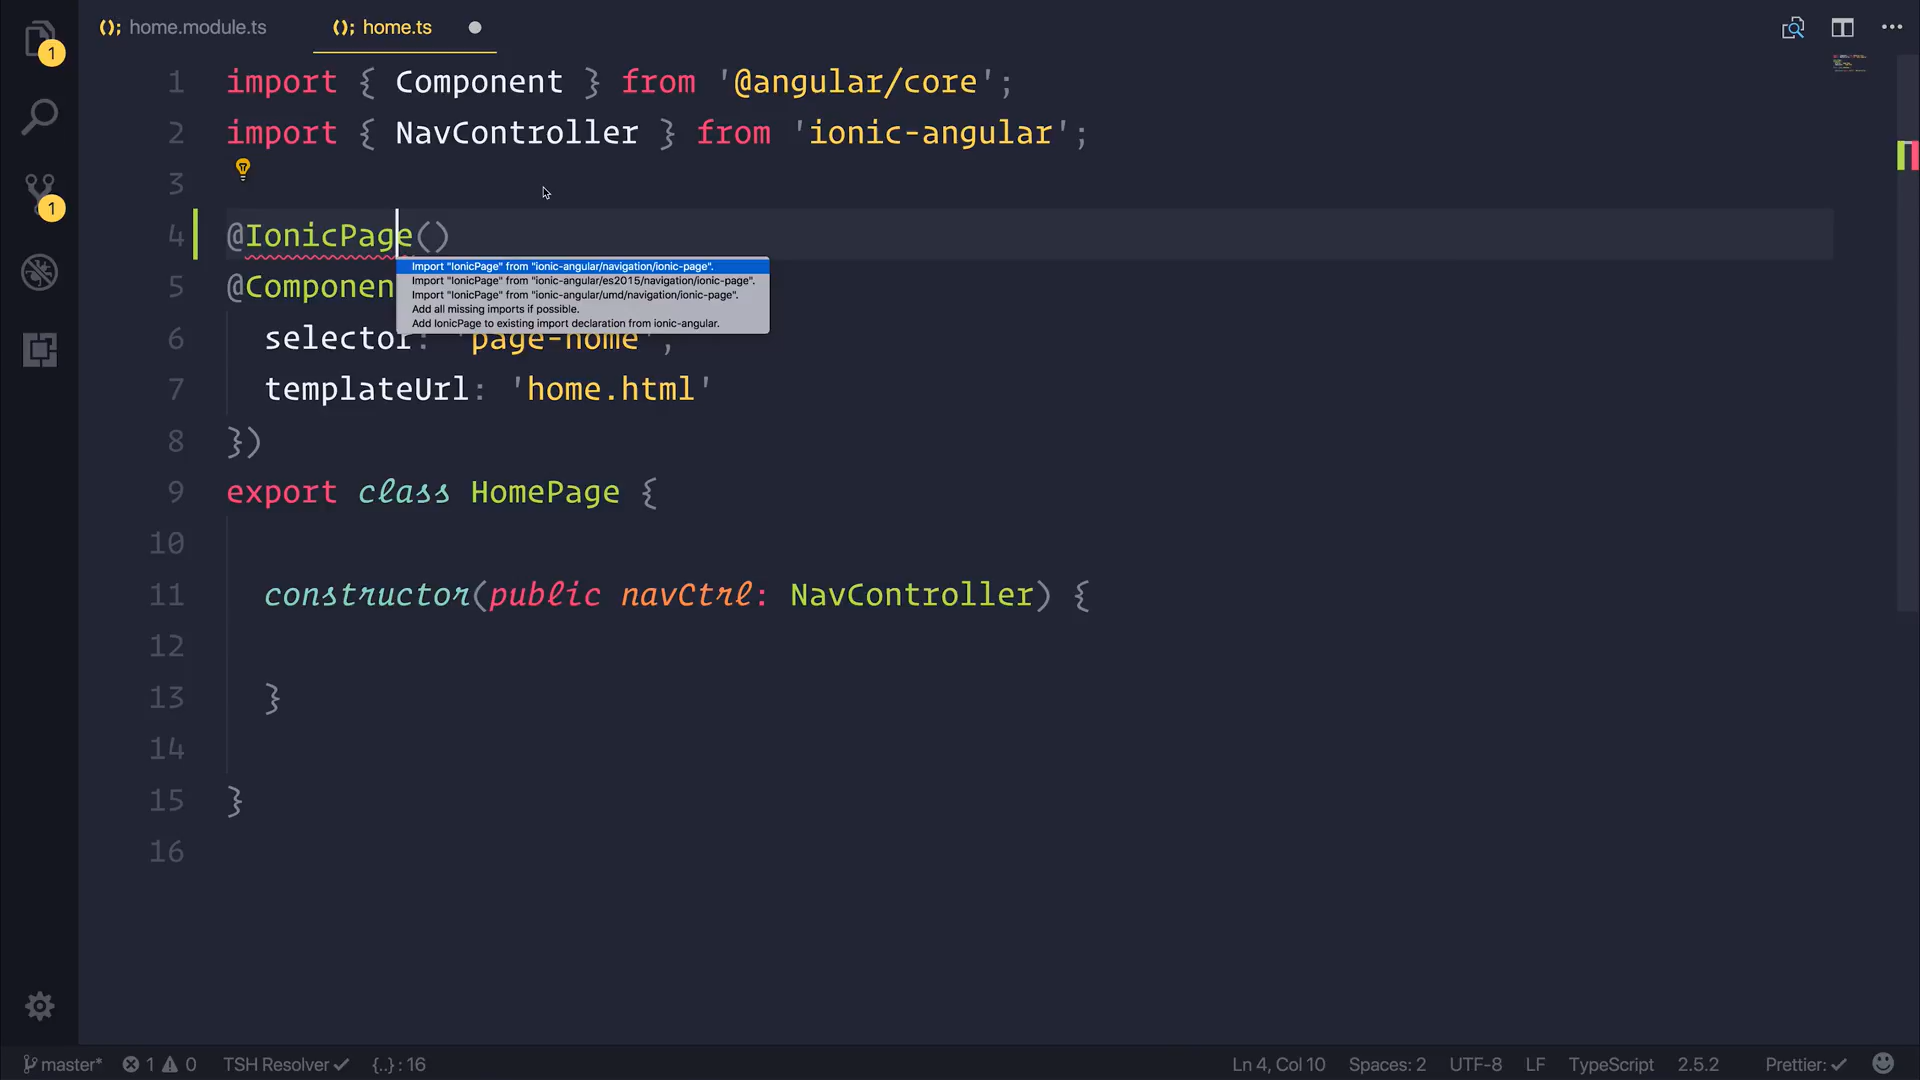 (); home.module.ts
(); home.ts
1
1
1 import { Component } from '@angular/core';
2 import { NavController } from 'ionic-angular';
3
4 @IonicPage()
Import "IonicPage" from "ionic-angular/navigation/ionic-page".
Import "IonicPage" from "ionic-angular/es2015/navigation/ionic-page".
Import "IonicPage" from "ionic-angular/umd/navigation/ionic-page".
Add all missing imports if possible.
Add IonicPage to existing import declaration from ionic-angular.
5 @Componen
6 selector: 'page-home',
7 templateUrl: 'home.html'
8 })
9 export class HomePage {
10
11 constructor(public navCtrl: NavController) {
12
13 }
14
15 }
16
master* 1 0 TSH Resolver ✓ {..} : 16 Ln 4, Col 10 Spaces: 2 UTF-8 LF TypeScript 2.5.2 Prettier: ✓